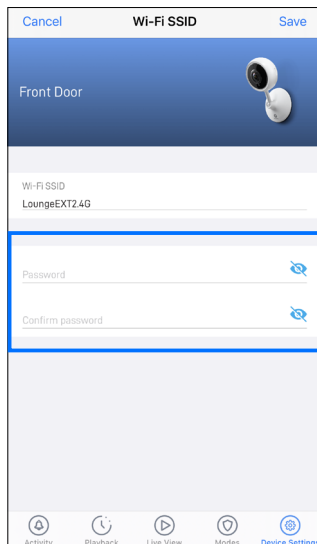 Cancel Wi-Fi SSID Save
Front Door
Wi-Fi SSID
LoungeEXT2.4G
Password
Confirm password
Activity Playback Live View Modes Device Settings